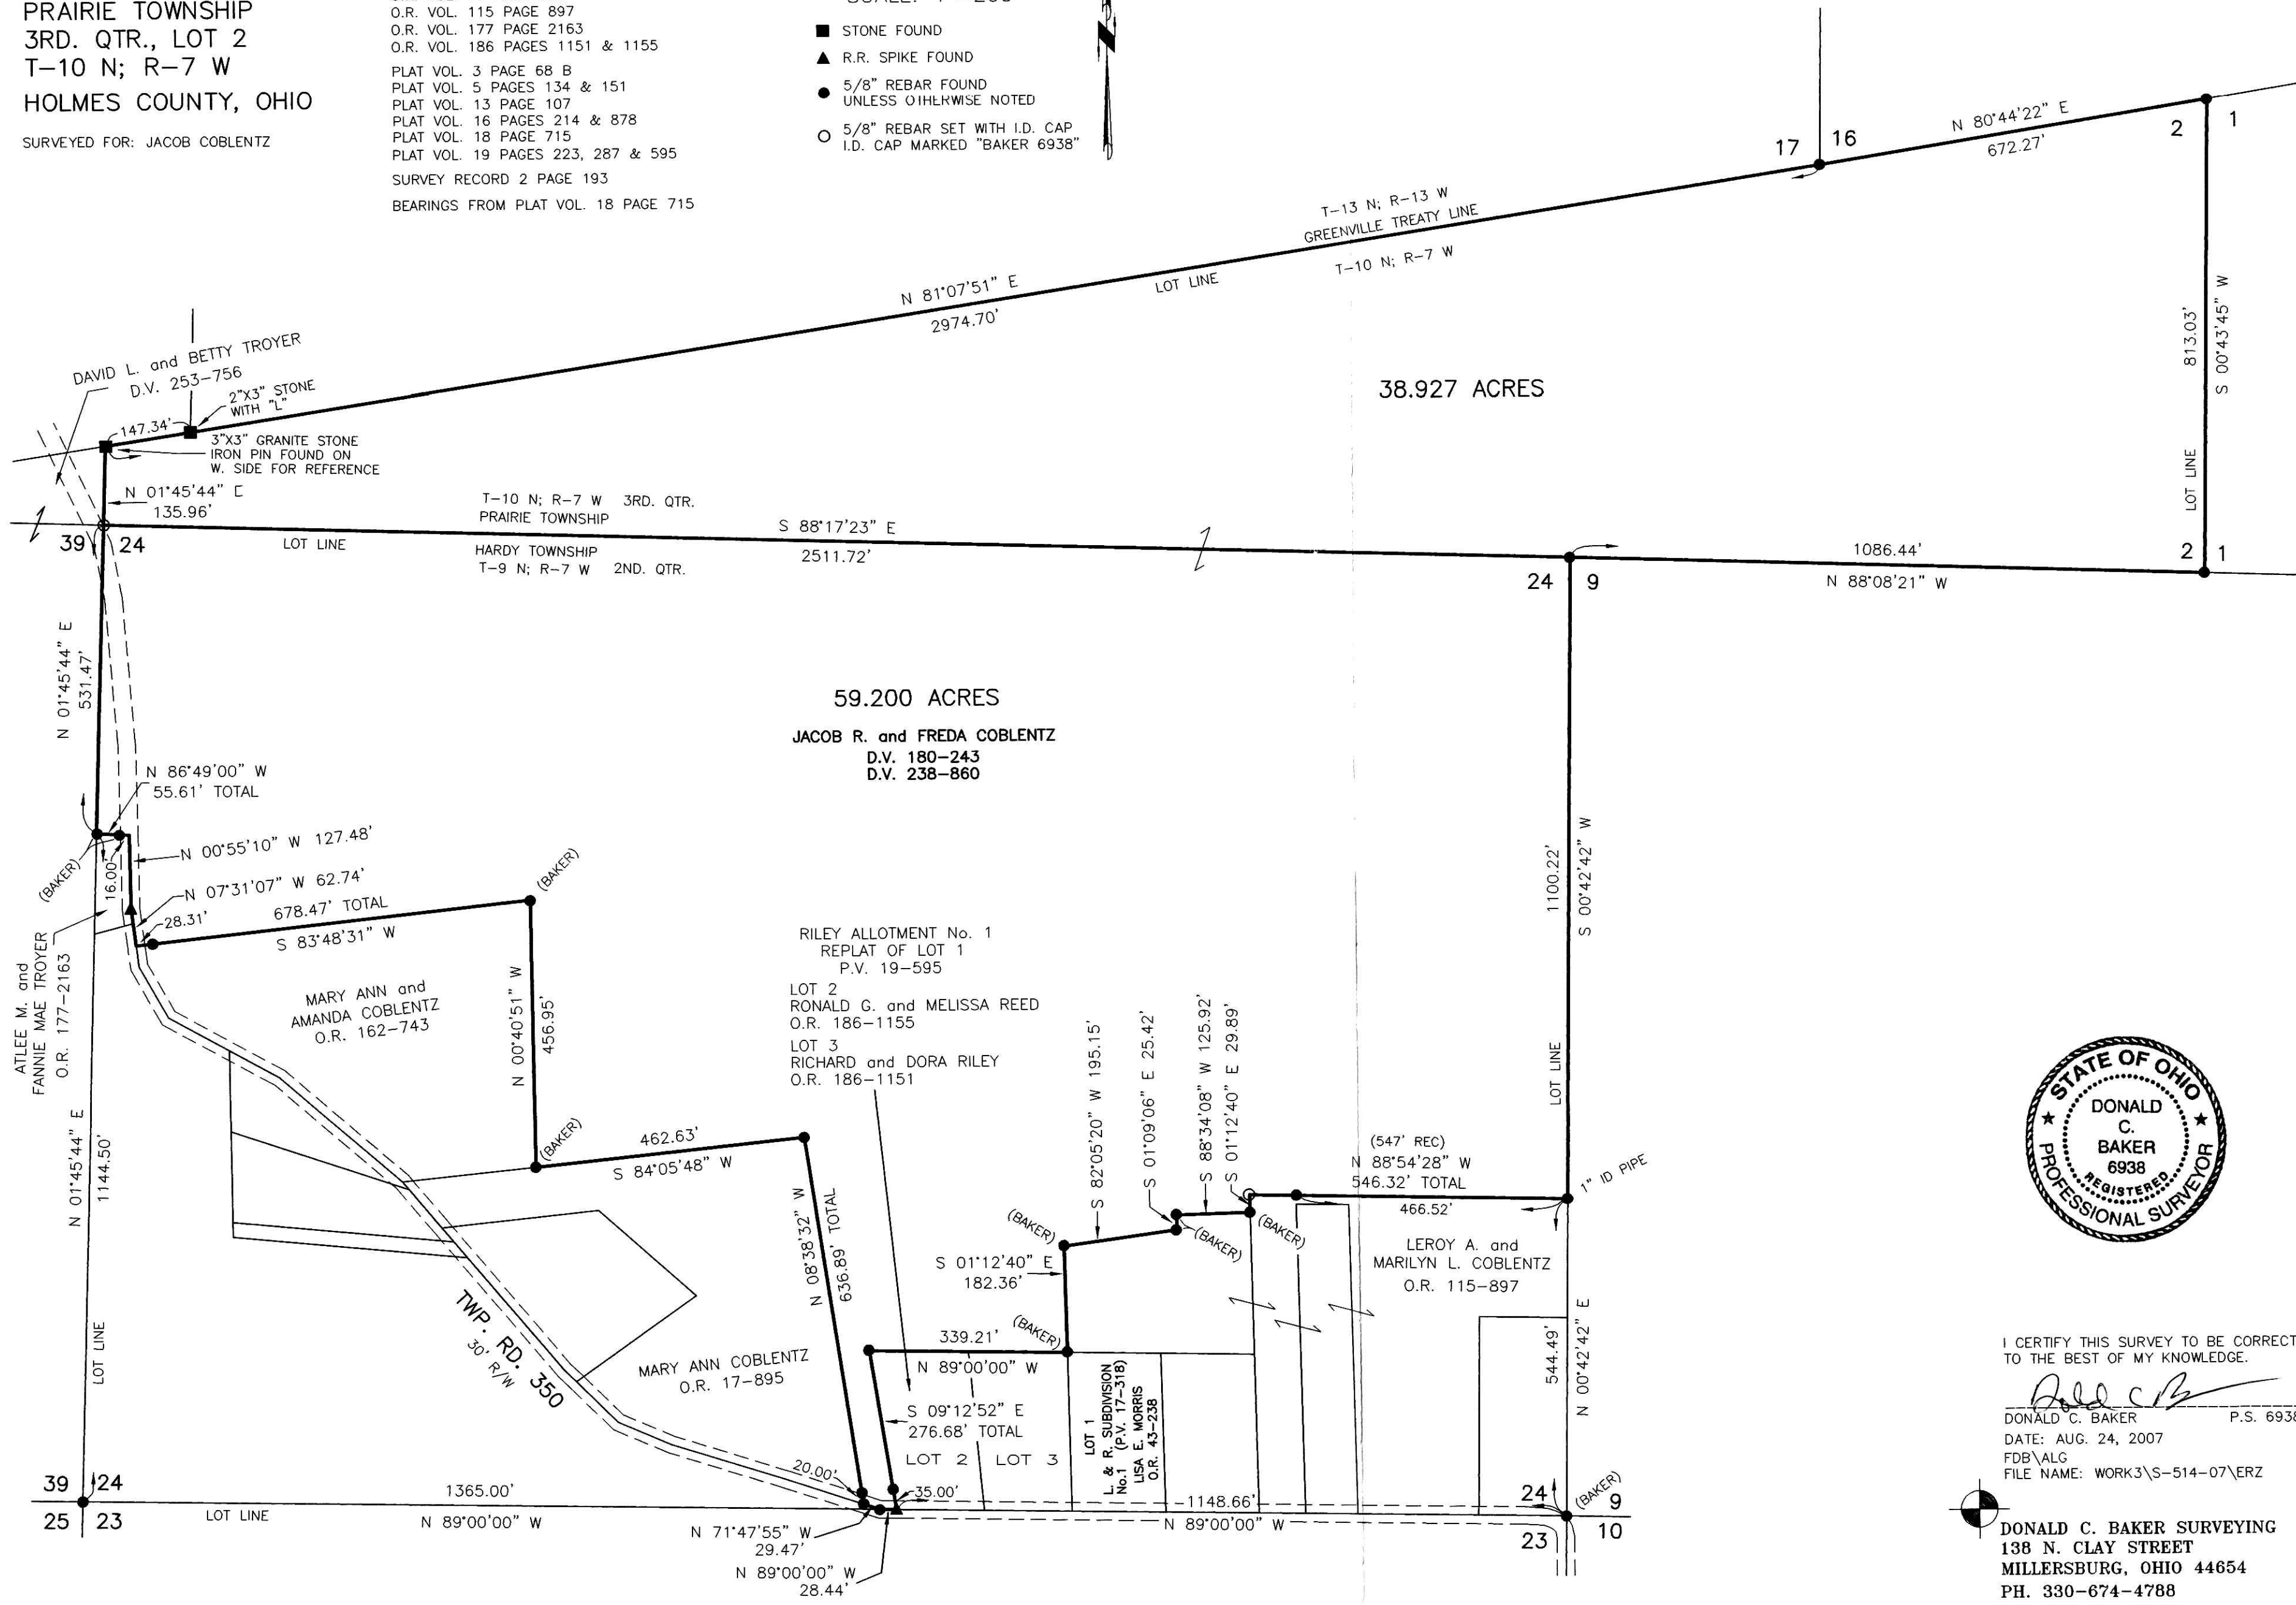 PRAIRIE TOWNSHIP
3RD. QTR., LOT 2
T-10 N; R-7 W
HOLMES COUNTY, OHIO
SURVEYED FOR: JACOB COBLENTZ
O.R. VOL. 115 PAGE 897
O.R. VOL. 177 PAGE 2163
O.R. VOL. 186 PAGES 1151 & 1155
PLAT VOL. 3 PAGE 68 B
PLAT VOL. 5 PAGES 134 & 151
PLAT VOL. 13 PAGE 107
PLAT VOL. 16 PAGES 214 & 878
PLAT VOL. 18 PAGE 715
PLAT VOL. 19 PAGES 223, 287 & 595
SURVEY RECORD 2 PAGE 193
BEARINGS FROM PLAT VOL. 18 PAGE 715
STONE FOUND
R.R. SPIKE FOUND
5/8" REBAR FOUND
UNLESS OTHERWISE NOTED
5/8" REBAR SET WITH I.D. CAP
I.D. CAP MARKED "BAKER 6938"
17 16
N 80°44'22" E
672.27'
2 1
T-13 N; R-13 W
GREENVILLE TREATY LINE
T-10 N; R-7 W
LOT LINE
N 81°07'51" E
2974.70'
813.03'
S 00°43'45" W
LOT LINE
38.927 ACRES
DAVID L. and BETTY TROYER
D.V. 253-756
2"X3" STONE
WITH "L"
147.34'
3"X3" GRANITE STONE
IRON PIN FOUND ON
W. SIDE FOR REFERENCE
N 01°45'44" E
135.96'
T-10 N; R-7 W 3RD. QTR.
PRAIRIE TOWNSHIP
S 88°17'23" E
39 24
LOT LINE
HARDY TOWNSHIP
T-9 N; R-7 W 2ND. QTR.
2511.72'
1086.44'
2 1
24 9
N 88°08'21" W
N 01°45'44" E
531.47'
59.200 ACRES
JACOB R. and FREDA COBLENTZ
D.V. 180-243
D.V. 238-860
N 86°49'00" W
55.61' TOTAL
N 00°55'10" W 127.48'
(BAKER)
16.00'
N 07°31'07" W 62.74'
28.31'
678.47' TOTAL
S 83°48'31" W
(BAKER)
1100.22'
S 00°42'42" W
LOT LINE
ATLEE M. and
FANNIE MAE TROYER
O.R. 177-2163
MARY ANN and
AMANDA COBLENTZ
O.R. 162-743
N 00°40'51" W
456.95'
RILEY ALLOTMENT No. 1
REPLAT OF LOT 1
P.V. 19-595
LOT 2
RONALD G. and MELISSA REED
O.R. 186-1155
LOT 3
RICHARD and DORA RILEY
O.R. 186-1151
S 82°05'20" W 195.15'
S 01°09'06" E 25.42'
S 88°34'08" W 125.92'
S 01°12'40" E 29.89'
STATE OF OHIO
DONALD
C.
BAKER
6938
REGISTERED
PROFESSIONAL SURVEYOR
(BAKER)
462.63'
S 84°05'48" W
(547' REC)
N 88°54'28" W
546.32' TOTAL
466.52'
1" ID PIPE
(BAKER)
(BAKER)
(BAKER)
LEROY A. and
MARILYN L. COBLENTZ
O.R. 115-897
N 01°45'44" E
1144.50'
LOT LINE
N 08°38'32" W
636.89' TOTAL
S 01°12'40" E
182.36'
(BAKER)
339.21'
N 89°00'00" W
TWP. RD. 350
30' R/W
MARY ANN COBLENTZ
O.R. 17-895
S 09°12'52" E
276.68' TOTAL
LOT 2 LOT 3
LOT 1
L. & R. SUBDIVISION
No.1 (P.V. 17-318)
LISA E. MORRIS
O.R. 43-238
544.49'
N 00°42'42" E
I CERTIFY THIS SURVEY TO BE CORRECT
TO THE BEST OF MY KNOWLEDGE.
DONALD C. BAKER P.S. 6938
DATE: AUG. 24, 2007
FDB\ALG
FILE NAME: WORK3\S-514-07\ERZ
39 24
25 23
LOT LINE
1365.00'
N 89°00'00" W
20.00'
35.00'
1148.66'
N 89°00'00" W
N 71°47'55" W
29.47'
N 89°00'00" W
28.44'
24 9
(BAKER)
23 10
DONALD C. BAKER SURVEYING
138 N. CLAY STREET
MILLERSBURG, OHIO 44654
PH. 330-674-4788